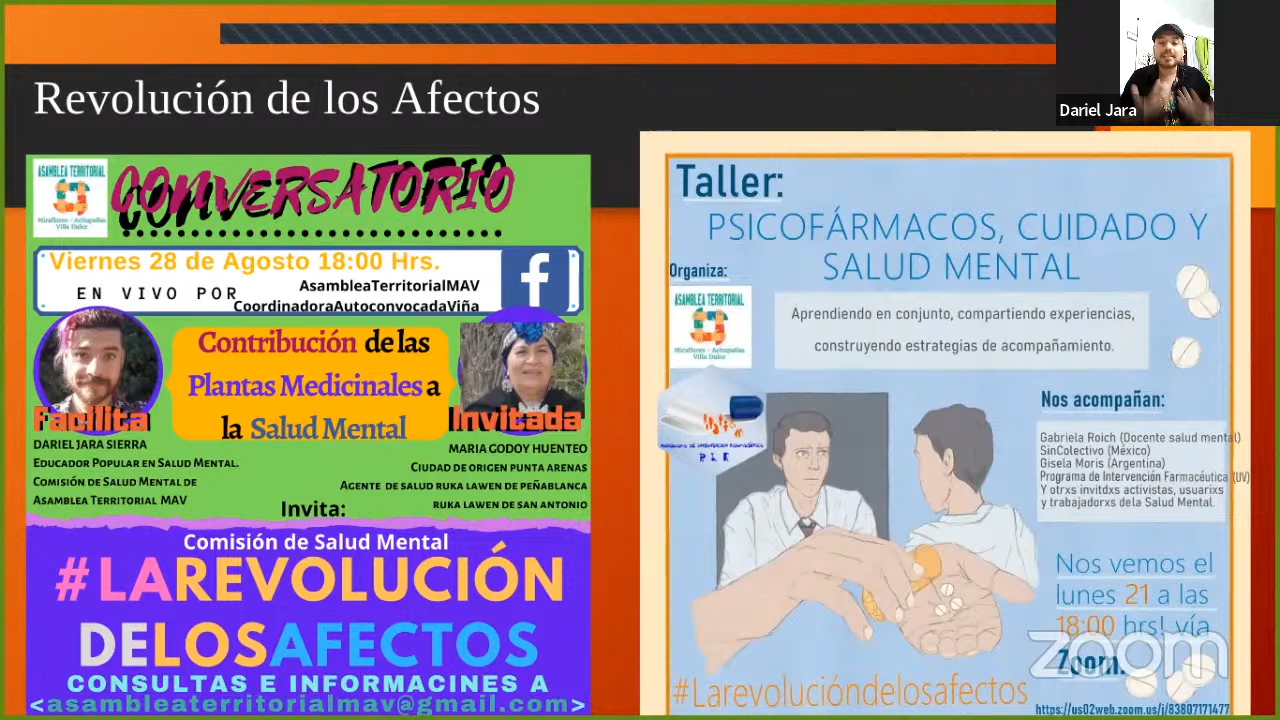 Revolución de los Afectos
Dariel Jara
ASAMBLEA TERRITORIAL
Miraflores - Achupallas
Villa Dulce
CONVERSATORIO
Viernes 28 de Agosto 18:00 Hrs.
EN VIVO POR
AsambleaTerritorialMAV
CoordinadoraAutoconvocadaViña
f
Contribución de las
Plantas Medicinales a
la Salud Mental
Facilita
DARIEL JARA SIERRA
EDUCADOR POPULAR EN SALUD MENTAL.
COMISIÓN DE SALUD MENTAL DE
ASAMBLEA TERRITORIAL MAV
Invitada
MARIA GODOY HUENTEO
CIUDAD DE ORIGEN PUNTA ARENAS
AGENTE DE SALUD RUKA LAWEN DE PEÑABLANCA
RUKA LAWEN DE SAN ANTONIO
Invita:
Comisión de Salud Mental
#LAREVOLUCIÓN
DELOSAFECTOS
CONSULTAS E INFORMACINES A
<asambleaterritorialmav@gmail.com>
Taller:
PSICOFÁRMACOS, CUIDADO Y
SALUD MENTAL
Organiza:
ASAMBLEA TERRITORIAL
Miraflores - Achupallas
Villa Dulce
Aprendiendo en conjunto, compartiendo experiencias,
construyendo estrategias de acompañamiento.
Nos acompañan:
Gabriela Roich (Docente salud mental)
SinColectivo (México)
Gisela Moris (Argentina)
Programa de Intervención Farmacéutica (UV)
Y otrxs invitdxs activistas, usuarixs
y trabajadorxs de la Salud Mental.
Nos vemos el
lunes 21 a las
18:00 hrs! vía
Zoom.
zoom
#Larevolucióndelosafectos
https://us02web.zoom.us/j/83807171477